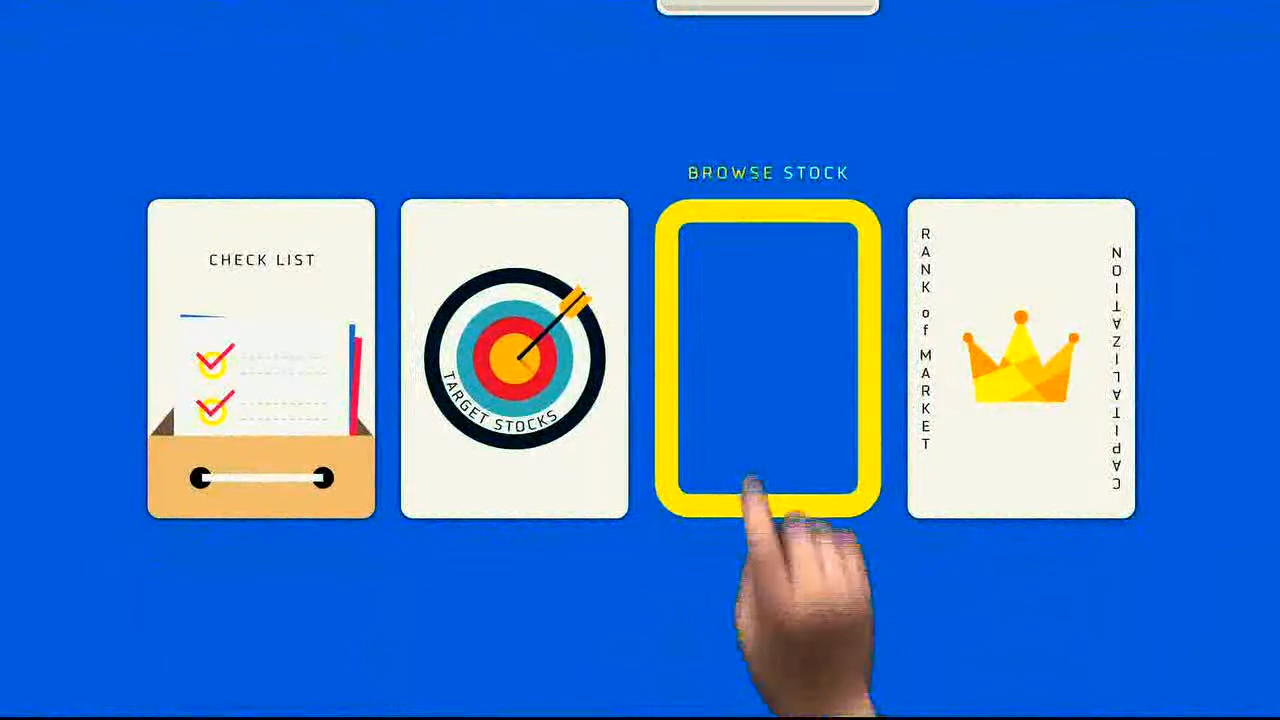 BROWSE STOCK
CHECK LIST
TARGET STOCKS
RANK of MARKET
CAPITALIZATION